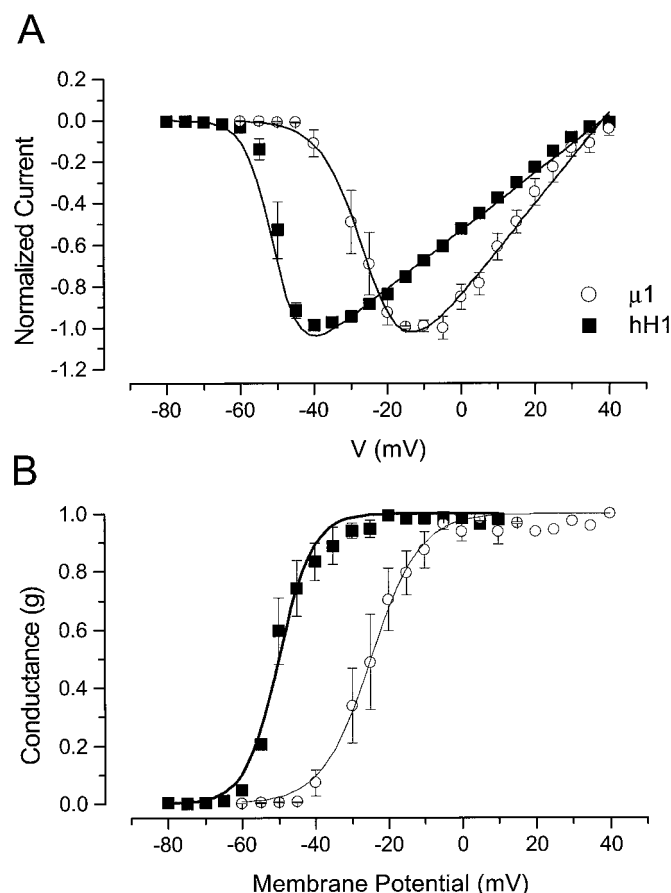 A
Normalized Current
0.2
0.0
-0.2
-0.4
-0.6
-0.8
-1.0
-1.2
-80 -60 -40 -20 0 20 40
V (mV)
μ1
hH1
B
Conductance (g)
1.0
0.8
0.6
0.4
0.2
0.0
-80 -60 -40 -20 0 20 40
Membrane Potential (mV)